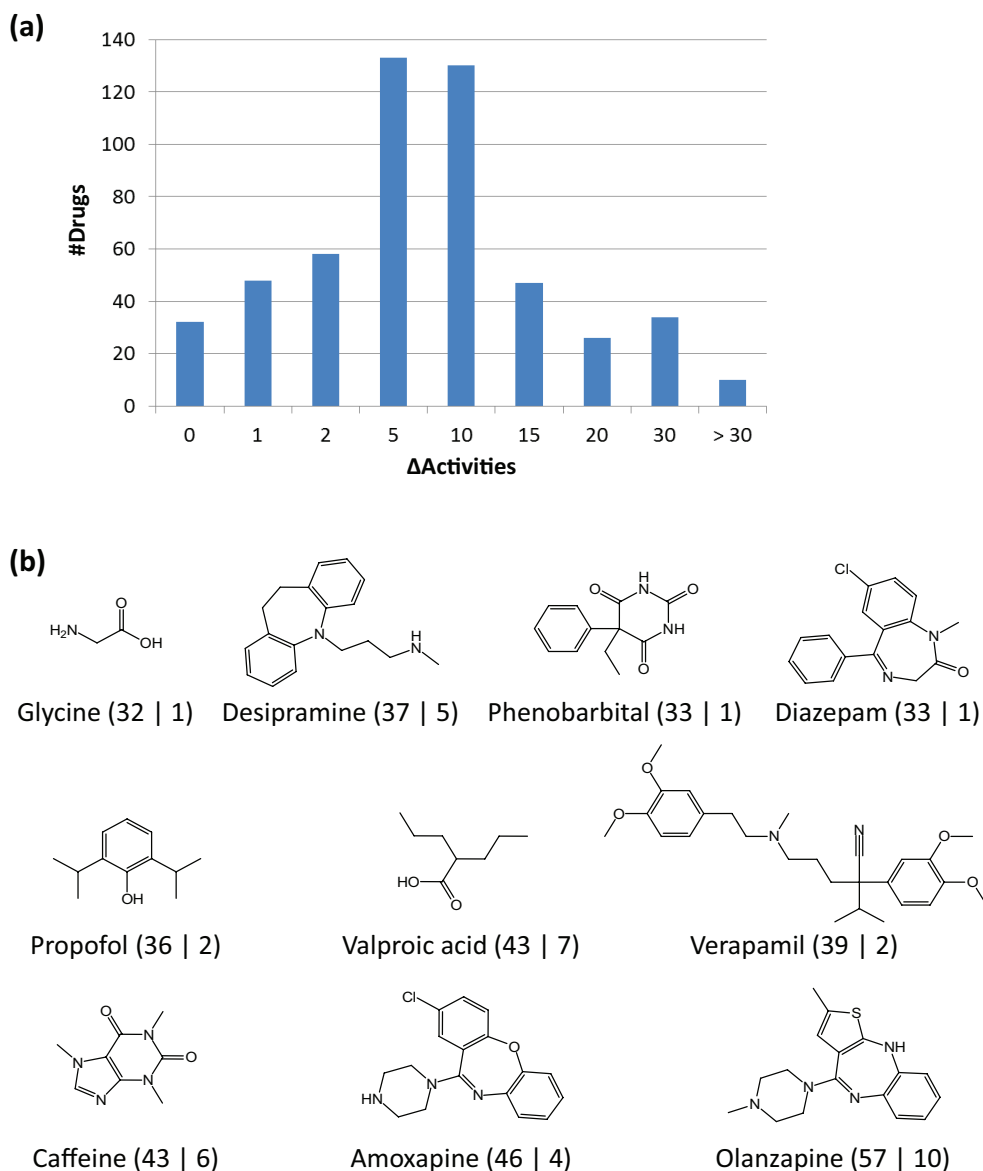 (a)
140
120
100
80
60
40
20
0
#Drugs
0 1 2 5 10 15 20 30 > 30
ΔActivities
(b)
H₂N O OH
N H N
O H N O N H O
Cl N O N
Glycine (32 | 1) Desipramine (37 | 5) Phenobarbital (33 | 1) Diazepam (33 | 1)
OH
HO O
O O N N O O
Propofol (36 | 2) Valproic acid (43 | 7) Verapamil (39 | 2)
O N N O N N
Cl O N N HN
S NH N N N
Caffeine (43 | 6) Amoxapine (46 | 4) Olanzapine (57 | 10)